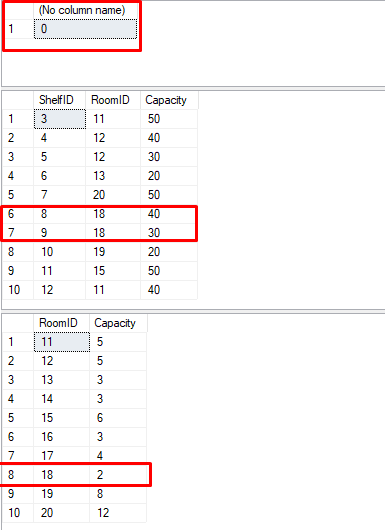 (No column name)
1 0
ShelfID RoomID Capacity
1 3 11 50
2 4 12 40
3 5 12 30
4 6 13 20
5 7 20 50
6 8 18 40
7 9 18 30
8 10 19 20
9 11 15 50
10 12 11 40
RoomID Capacity
1 11 5
2 12 5
3 13 3
4 14 3
5 15 6
6 16 3
7 17 4
8 18 2
9 19 8
10 20 12